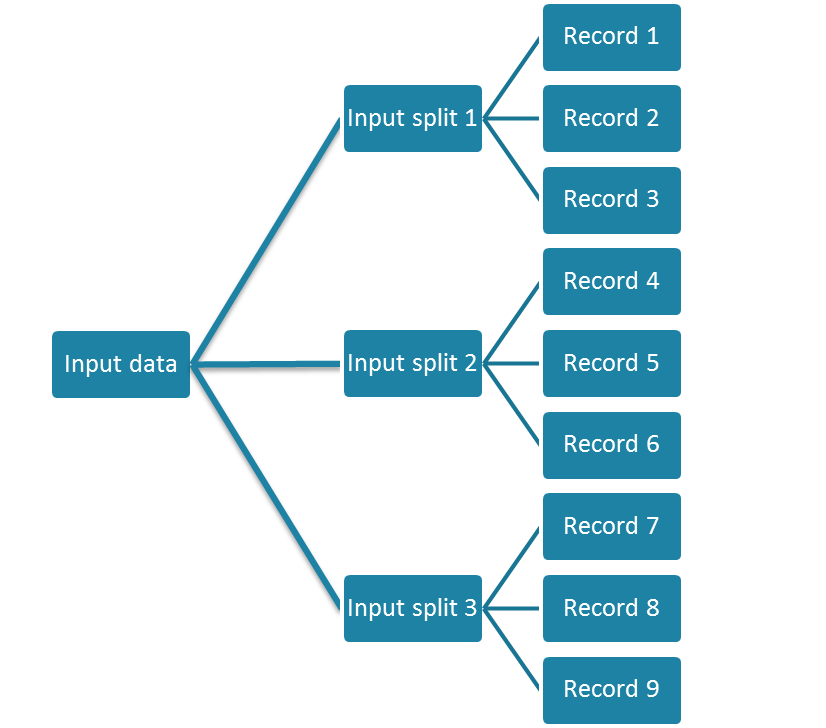 Input data
Input split 1
Record 1
Record 2
Record 3
Input split 2
Record 4
Record 5
Record 6
Input split 3
Record 7
Record 8
Record 9